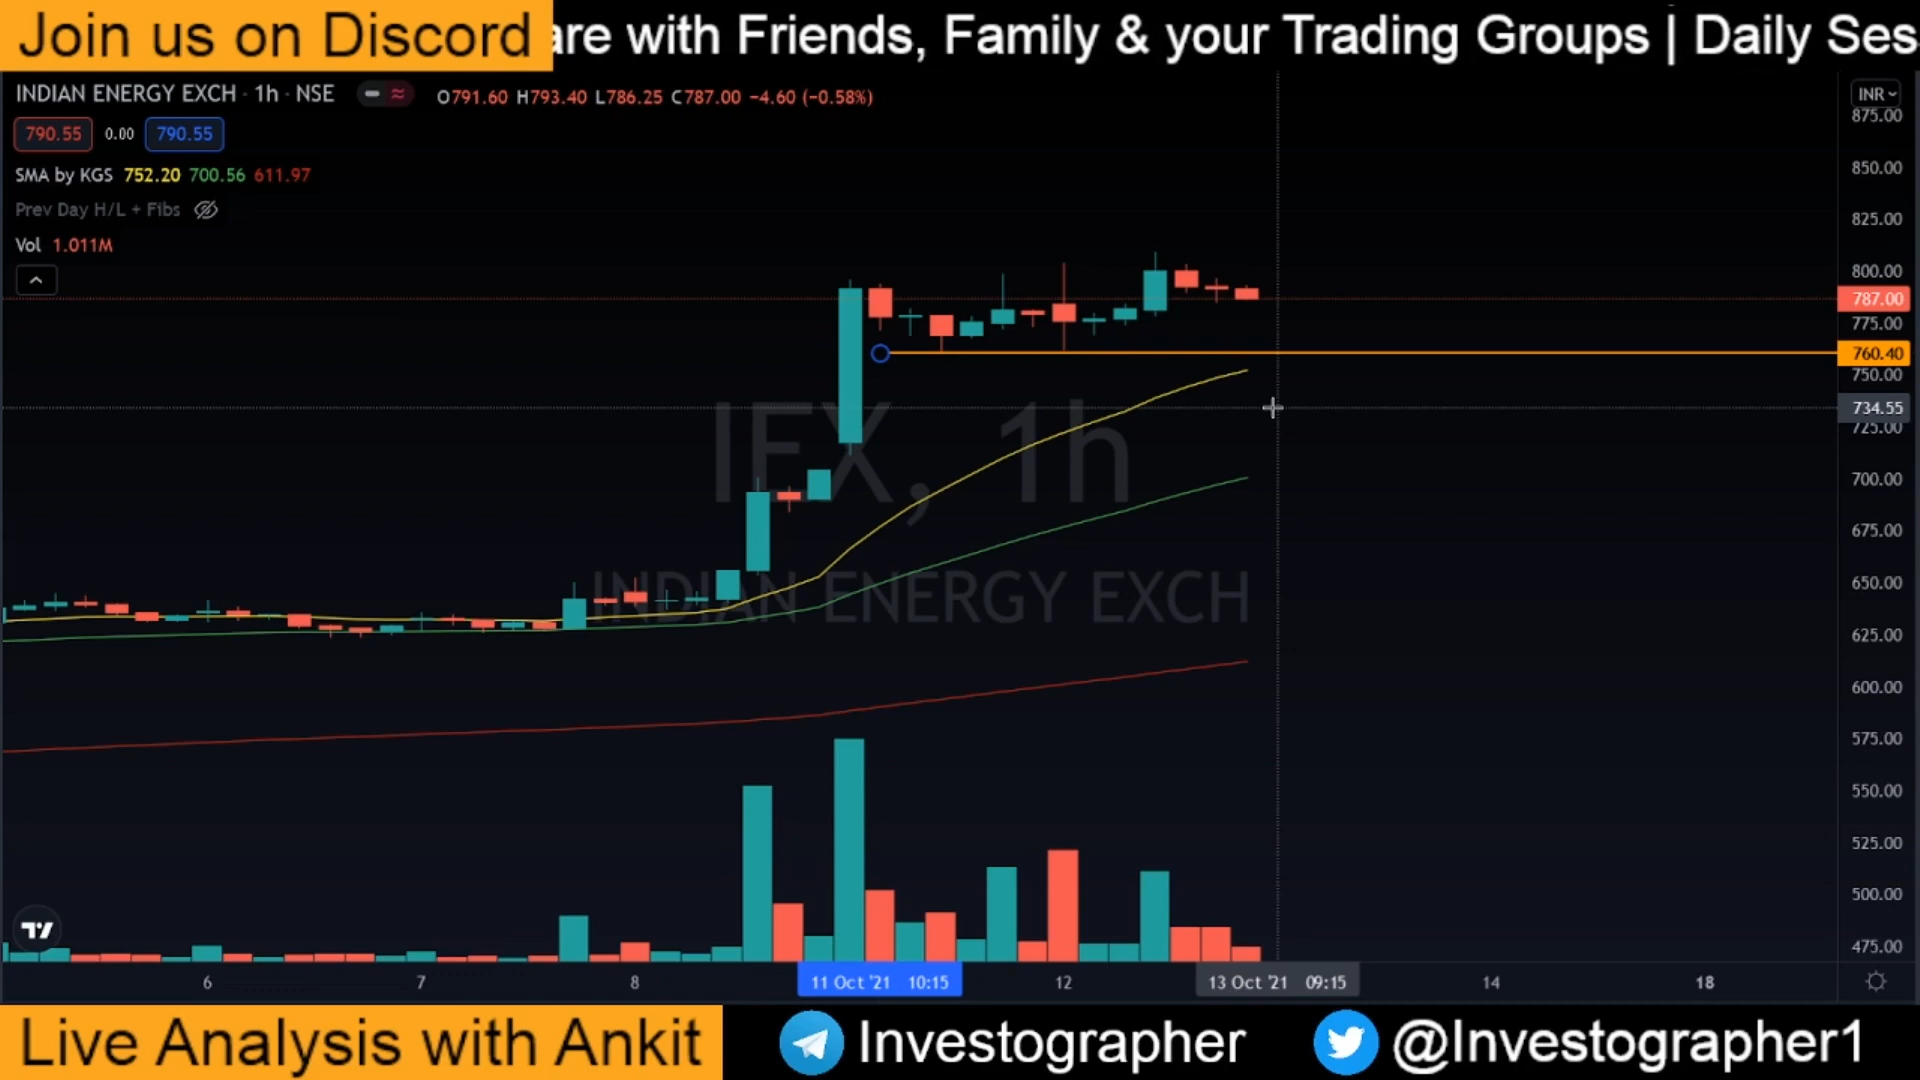 Join us on Discord
are with Friends, Family & your Trading Groups | Daily Ses
INDIAN ENERGY EXCH · 1h · NSE
O791.60 H793.40 L786.25 C787.00 −4.60 (−0.58%)
INR
790.55 0.00 790.55
SMA by KGS 752.20 700.56 611.97
Prev Day H/L + Fibs
Vol 1.011M
875.00
850.00
825.00
800.00
787.00
775.00
760.40
750.00
734.55
725.00
700.00
675.00
650.00
625.00
600.00
575.00
550.00
525.00
500.00
475.00
IEX, 1h
INDIAN ENERGY EXCH
6
7
8
11 Oct '21 10:15
12
13 Oct '21 09:15
14
18
Live Analysis with Ankit
Investographer
@Investographer1